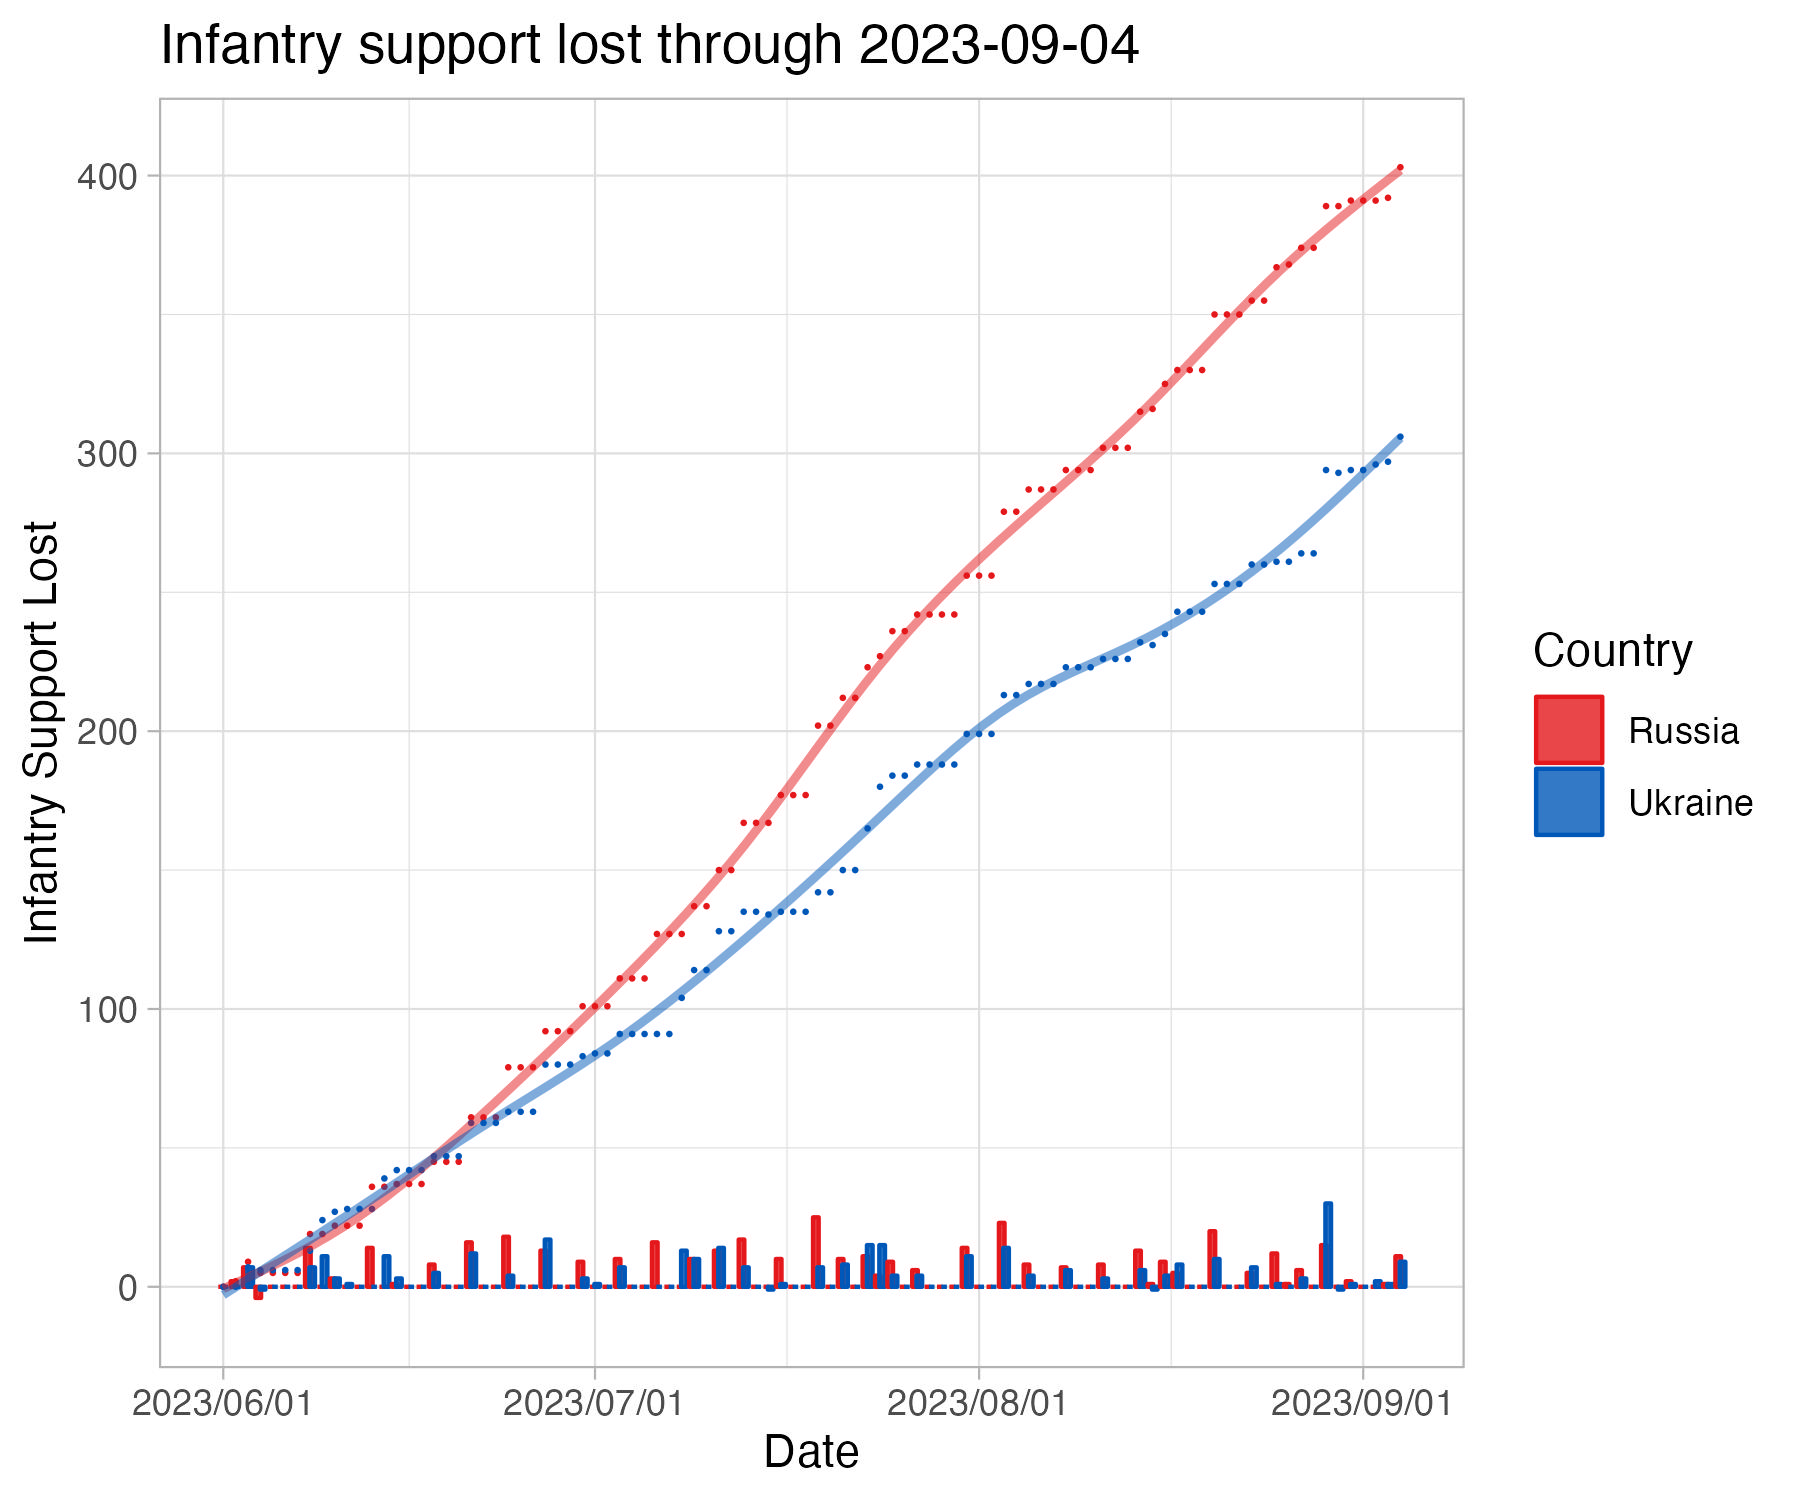 Infantry support lost through 2023-09-04
Infantry Support Lost
400
300
200
100
0
2023/06/01
2023/07/01
2023/08/01
2023/09/01
Date
Country
Russia
Ukraine